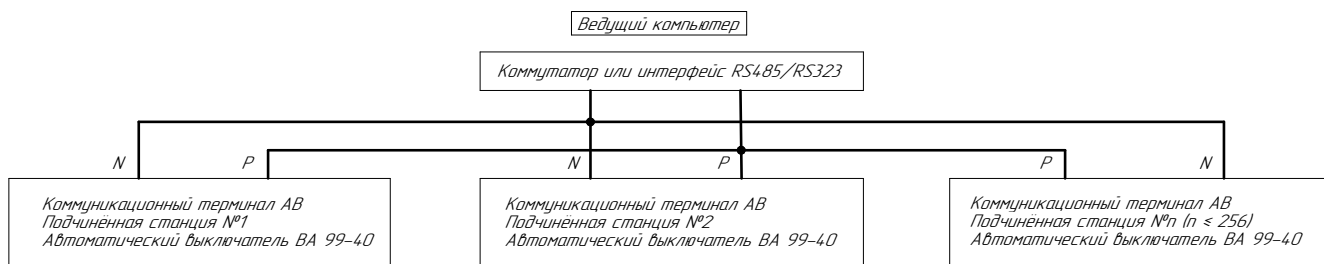 Ведущий компьютер
Коммутатор или интерфейс RS485/RS323
N
P
N
P
P
N
Коммуникационный терминал АВ
Подчинённая станция №1
Автоматический выключатель ВА 99-40
Коммуникационный терминал АВ
Подчинённая станция №2
Автоматический выключатель ВА 99-40
Коммуникационный терминал АВ
Подчинённая станция №n (n ≤ 256)
Автоматический выключатель ВА 99-40